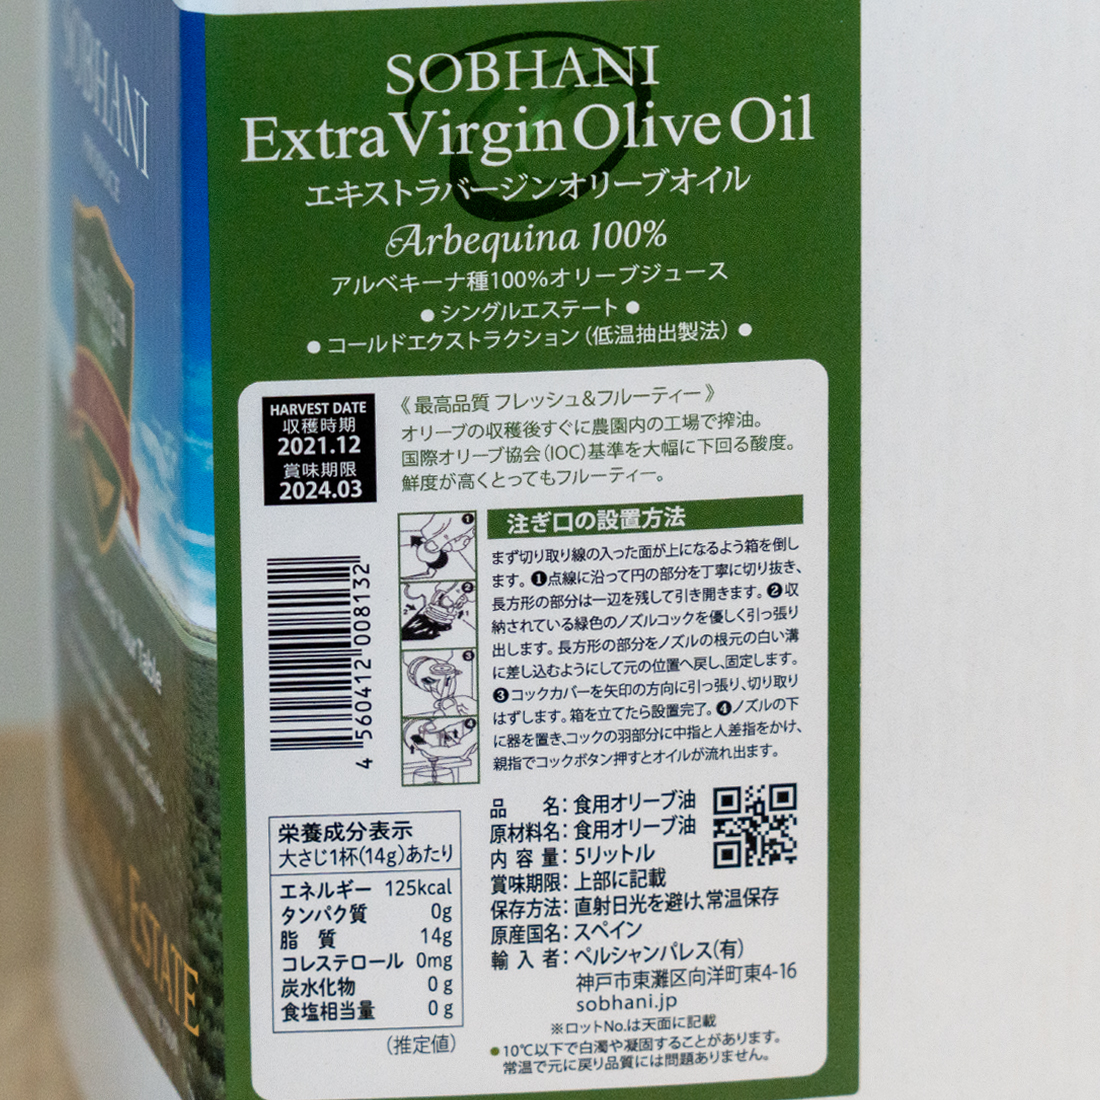 SOBHANI
Extra Virgin Olive Oil
エキストラバージンオリーブオイル
Arbequina 100%
アルベキーナ種100%オリーブジュース
● シングルエステート ●
● コールドエクストラクション(低温抽出製法) ●
HARVEST DATE
収穫時期
2021.12
賞味期限
2024.03
《 最高品質 フレッシュ&フルーティー 》
オリーブの収穫後すぐに農園内の工場で搾油。
国際オリーブ協会(IOC)基準を大幅に下回る酸度。
鮮度が高くとってもフルーティー。
注ぎ口の設置方法
まず切り取り線の入った面が上になるよう箱を倒し
ます。❶点線に沿って円の部分を丁寧に切り抜き、
長方形の部分は一辺を残して引き開きます。❷収
納されている緑色のノズルコックを優しく引っ張り
出します。長方形の部分をノズルの根元の白い溝
に差し込むようにして元の位置へ戻し、固定します。
❸コックカバーを矢印の方向に引っ張り、切り取り
はずします。箱を立てたら設置完了。❹ノズルの下
に器を置き、コックの羽部分に中指と人差指をかけ、
親指でコックボタン押すとオイルが流れ出ます。
❶
❷
❸
❹
4 560412 008132
栄養成分表示
大さじ1杯(14g)あたり
エネルギー 125kcal
タンパク質 0g
脂 質 14g
コレステロール 0mg
炭水化物 0g
食塩相当量 0g
(推定値)
品 名: 食用オリーブ油
原材料名: 食用オリーブ油
内 容 量: 5リットル
賞味期限: 上部に記載
保存方法: 直射日光を避け、常温保存
原産国名: スペイン
輸 入 者: ペルシャンパレス(有)
神戸市東灘区向洋町東4-16
sobhani.jp
※ロットNo.は天面に記載
●10℃以下で白濁や凝固することがあります。
常温で元に戻り品質には問題ありません。
SOBHANI
ESTATE